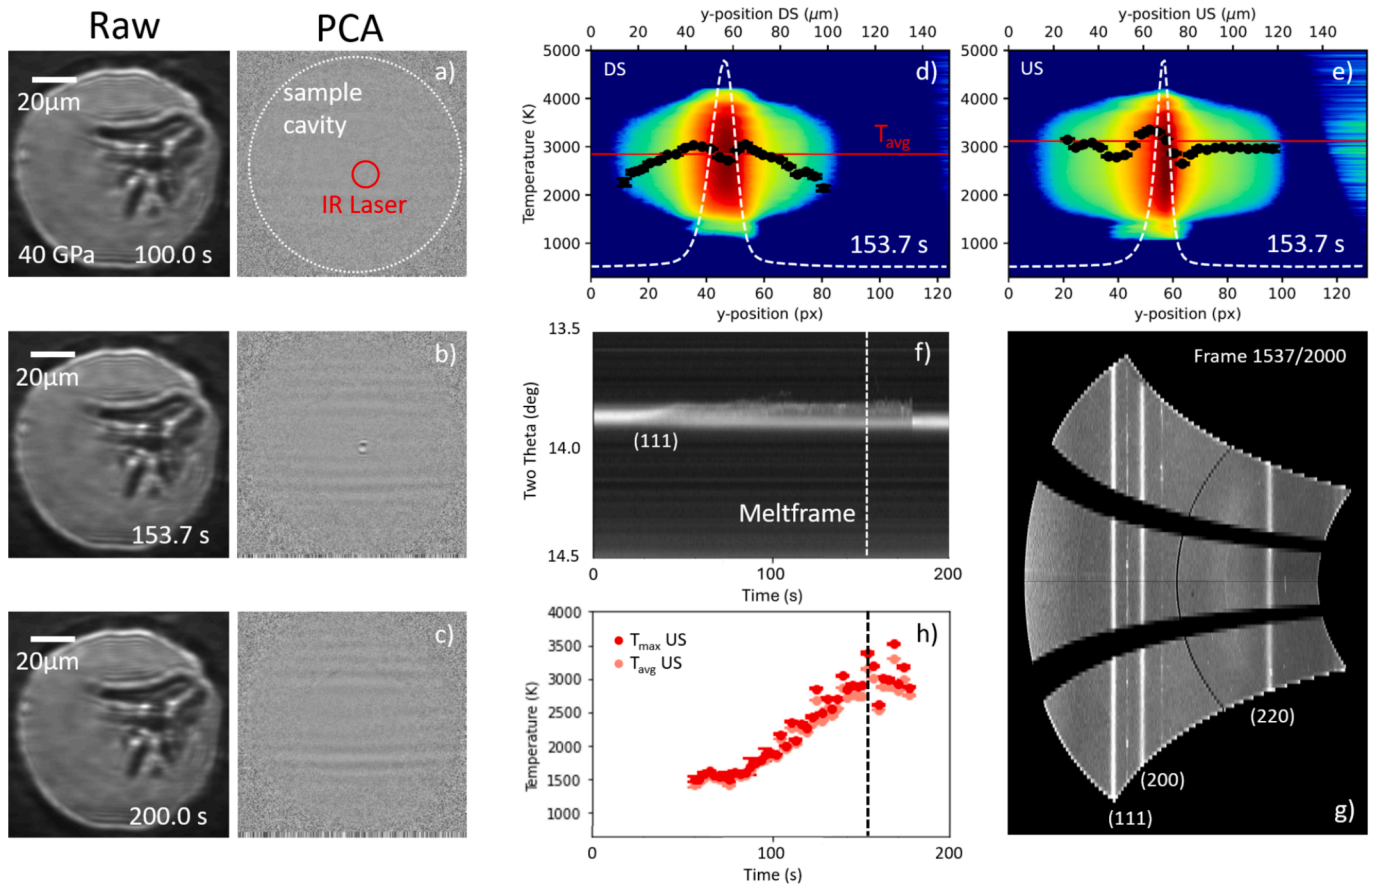 Raw
PCA
20µm
40 GPa
100.0 s
a)
sample
cavity
IR Laser
20µm
153.7 s
b)
20µm
200.0 s
c)
y-position DS (µm)
0 20 40 60 80 100 120 140
5000
4000
3000
2000
1000
Temperature (K)
DS
d)
Tavg
153.7 s
0 20 40 60 80 100 120
y-position (px)
y-position US (µm)
0 20 40 60 80 100 120 140
5000
4000
3000
2000
1000
US
e)
153.7 s
0 20 40 60 80 100 120
y-position (px)
13.5
14.0
14.5
Two Theta (deg)
f)
(111)
Meltframe
0 100 200
Time (s)
Frame 1537/2000
(220)
(200)
(111)
g)
4000
3500
3000
2500
2000
1500
1000
Temperature (K)
Tmax US
Tavg US
h)
0 100 200
Time (s)